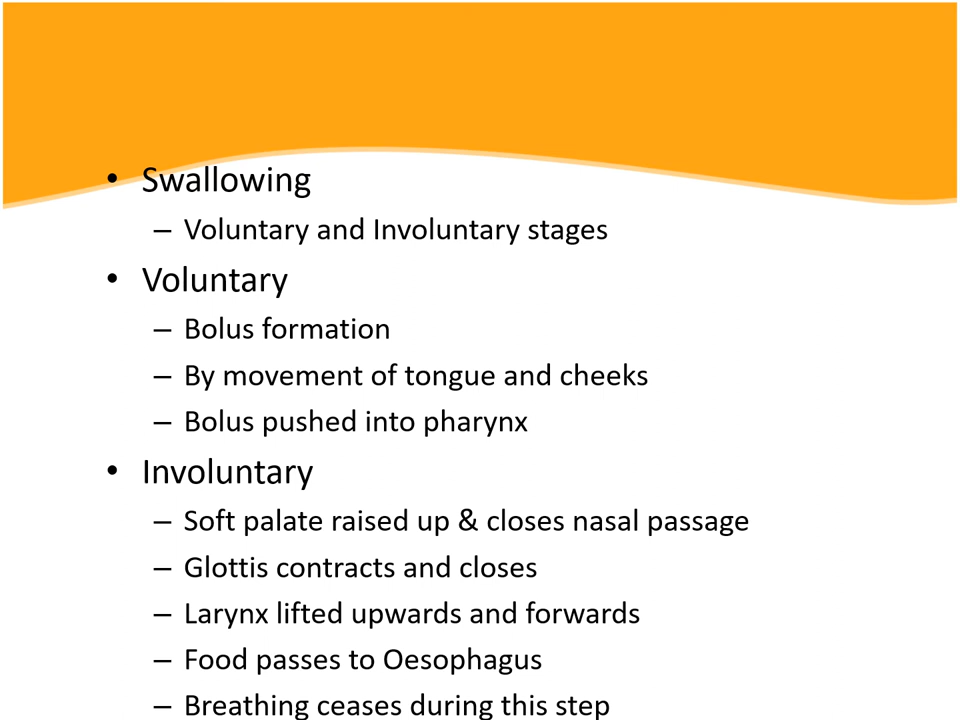 • Swallowing
– Voluntary and Involuntary stages
• Voluntary
– Bolus formation
– By movement of tongue and cheeks
– Bolus pushed into pharynx
• Involuntary
– Soft palate raised up & closes nasal passage
– Glottis contracts and closes
– Larynx lifted upwards and forwards
– Food passes to Oesophagus
– Breathing ceases during this step